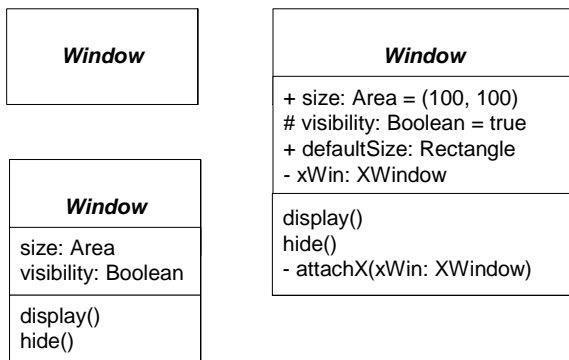 Window
Window
size: Area
visibility: Boolean
display()
hide()
Window
+ size: Area = (100, 100)
# visibility: Boolean = true
+ defaultSize: Rectangle
- xWin: XWindow
display()
hide()
- attachX(xWin: XWindow)